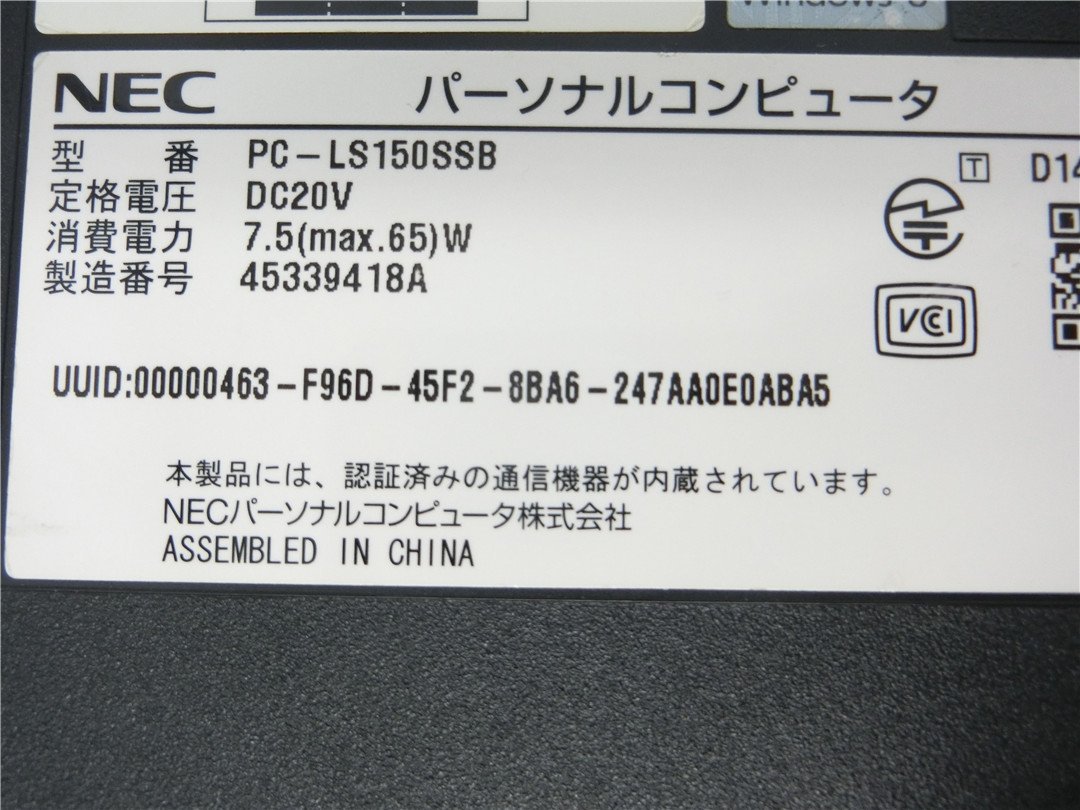 Windows 8
NEC パーソナルコンピュータ
型 番 PC-LS150SSB
定格電圧 DC20V
消費電力 7.5(max.65)W
製造番号 45339418A
T D14
VCCI
UUID:00000463-F96D-45F2-8BA6-247AA0E0ABA5
本製品には、認証済みの通信機器が内蔵されています。
NECパーソナルコンピュータ株式会社
ASSEMBLED IN CHINA